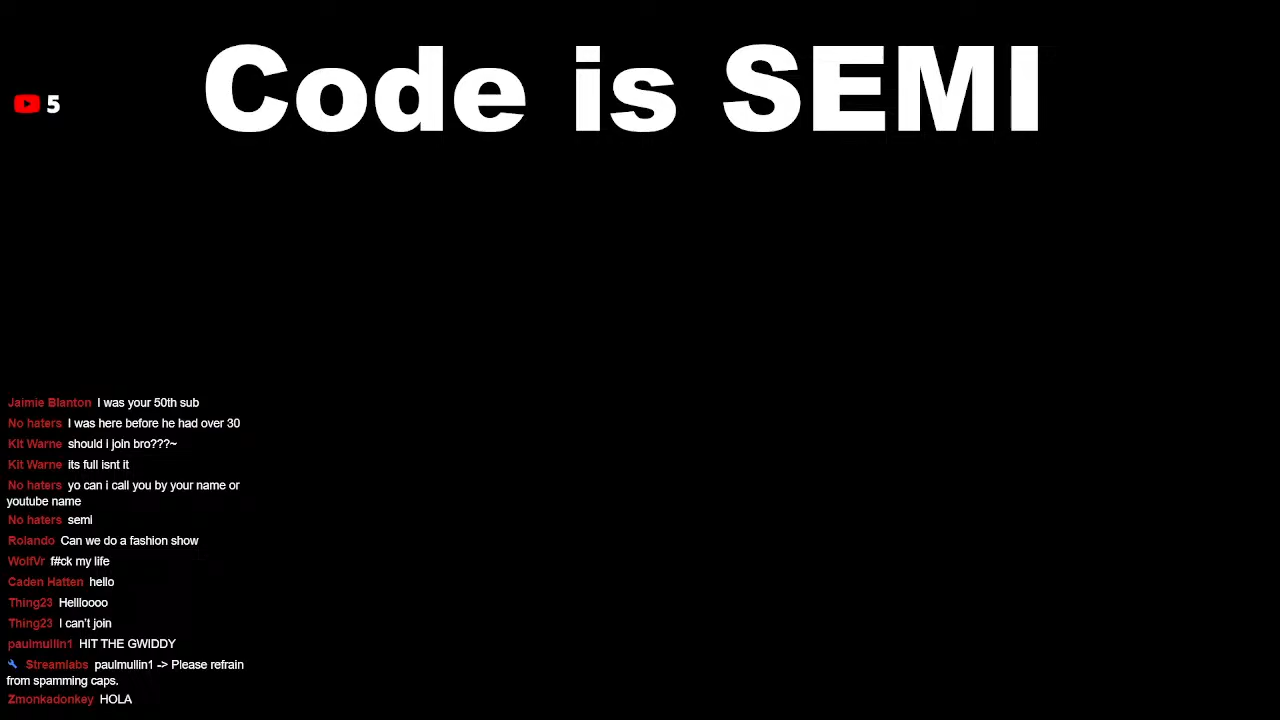 Code is SEMI
5
Jaimie Blanton I was your 50th sub
No haters I was here before he had over 30
Kit Warne should i join bro???~
Kit Warne its full isnt it
No haters yo can i call you by your name or
youtube name
No haters semi
Rolando Can we do a fashion show
WolfVr f#ck my life
Caden Hatten hello
Thing23 Hellloooo
Thing23 I can't join
paulmullin1 HIT THE GWIDDY
Streamlabs paulmullin1 -> Please refrain
from spamming caps.
Zmonkadonkey HOLA